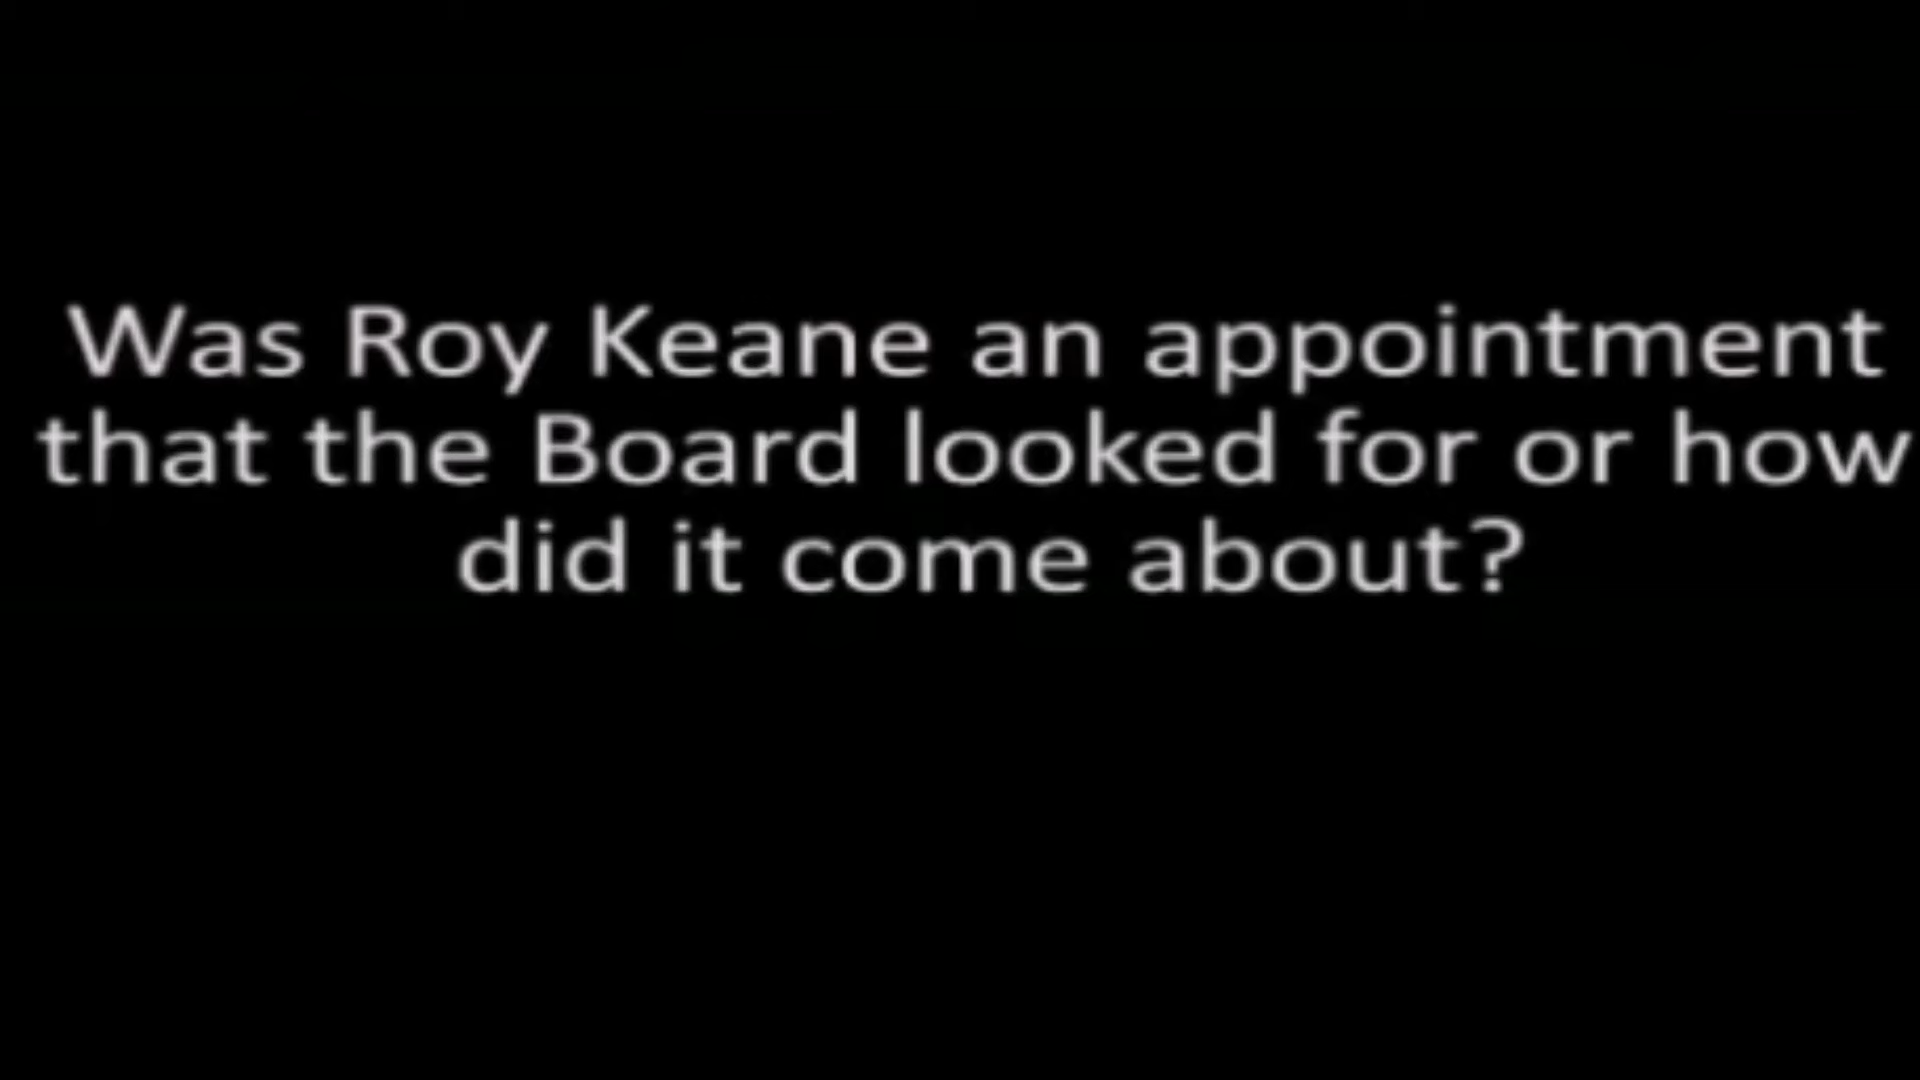 Was Roy Keane an appointment
that the Board looked for or how
did it come about?